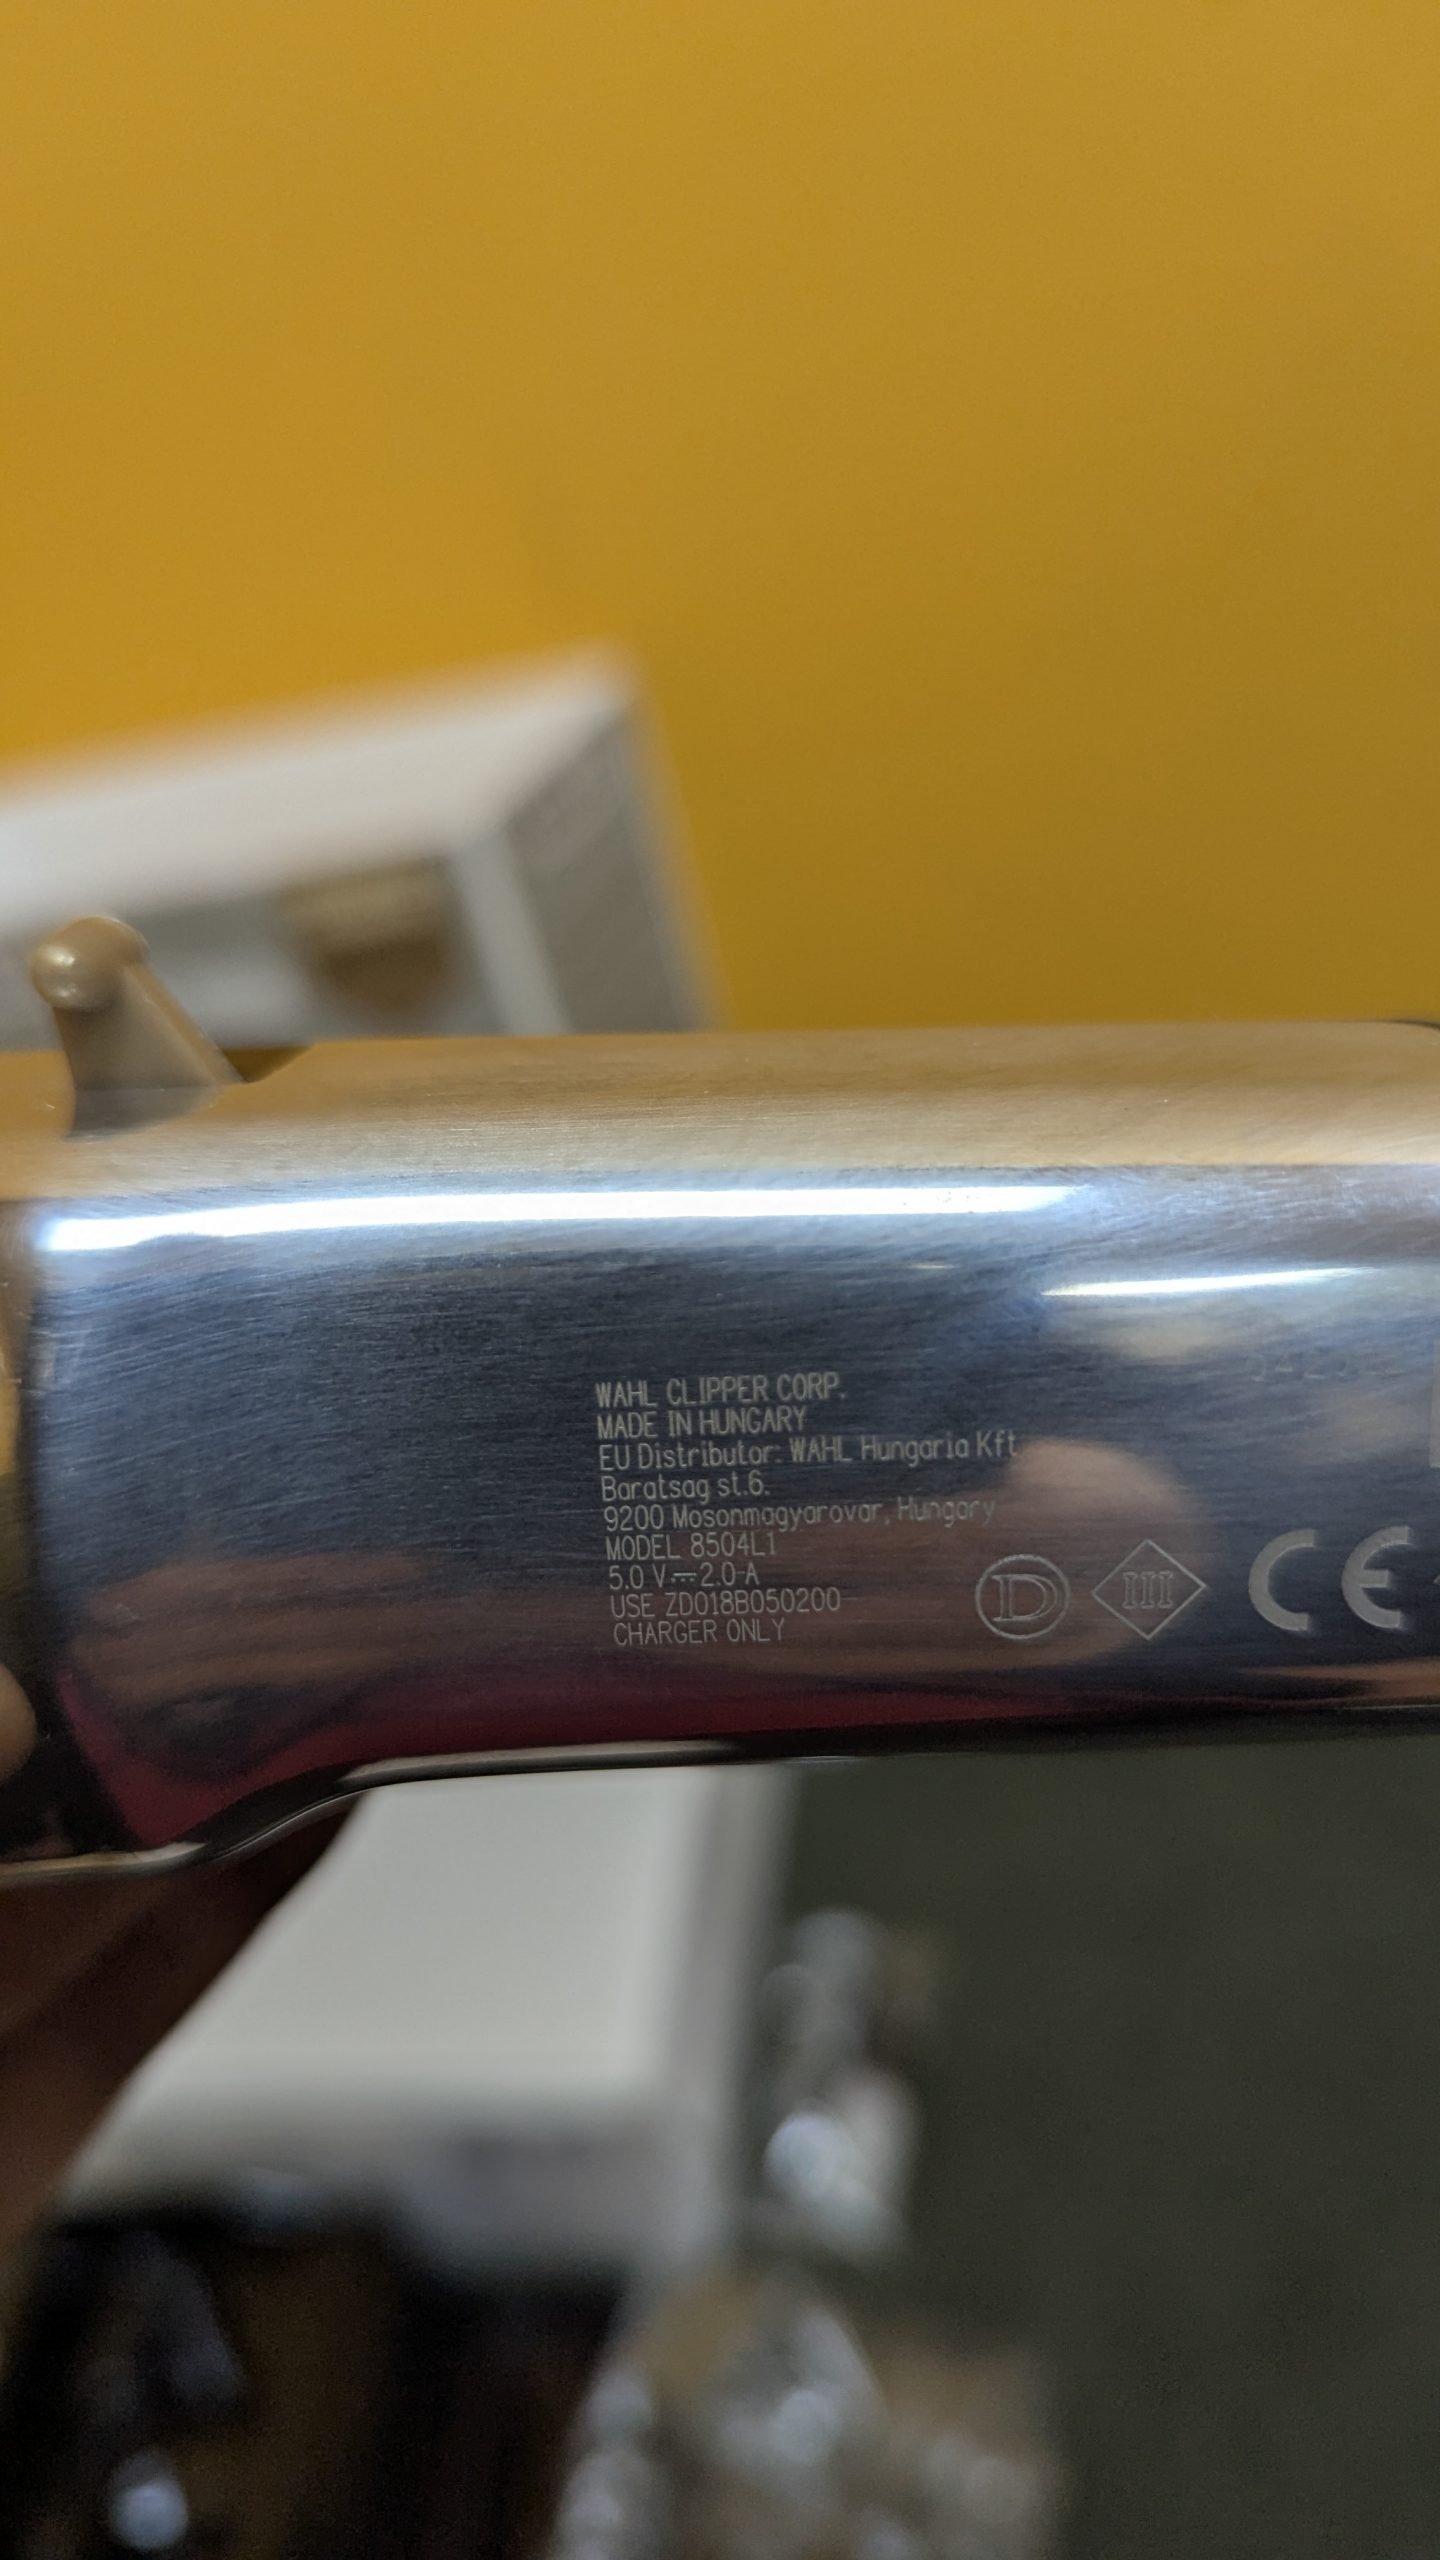 WAHL CLIPPER CORP.
MADE IN HUNGARY
EU Distributor: WAHL Hungaria Kft
Baratsag st.6.
9200 Mosonmagyarovar, Hungary
MODEL 8504L1
5.0 V⎓2.0 A
USE ZD018B050200
CHARGER ONLY
D III CE